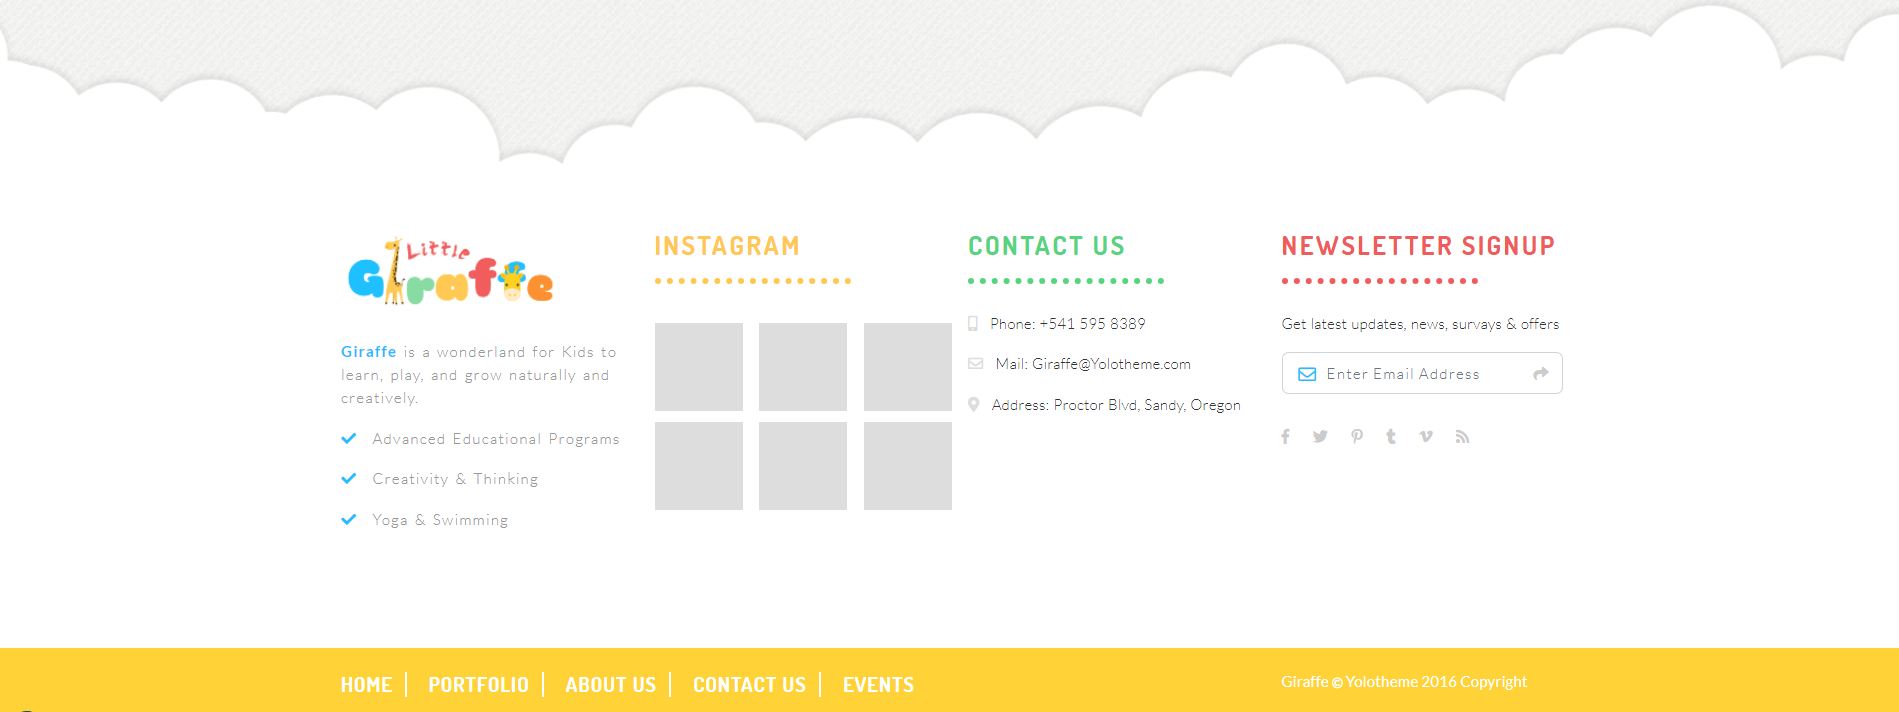 Little
Giraffe
Giraffe is a wonderland for Kids to
learn, play, and grow naturally and
creatively.
Advanced Educational Programs
Creativity & Thinking
Yoga & Swimming
INSTAGRAM
CONTACT US
Phone: +541 595 8389
Mail: Giraffe@Yolotheme.com
Address: Proctor Blvd, Sandy, Oregon
NEWSLETTER SIGNUP
Get latest updates, news, survays & offers
Enter Email Address
HOME
PORTFOLIO
ABOUT US
CONTACT US
EVENTS
Giraffe © Yolotheme 2016 Copyright